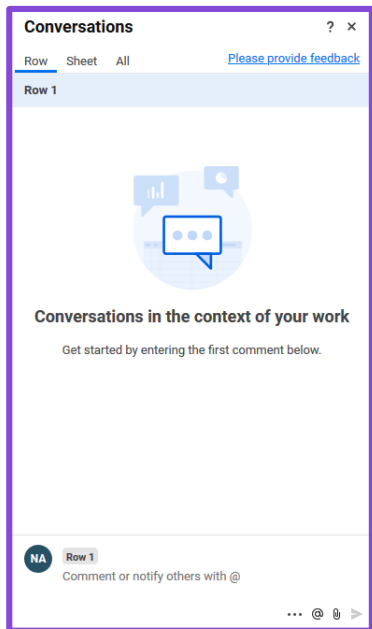 Conversations ? ×
Row Sheet All Please provide feedback
Row 1
Conversations in the context of your work
Get started by entering the first comment below.
NA Row 1
Comment or notify others with @
... @